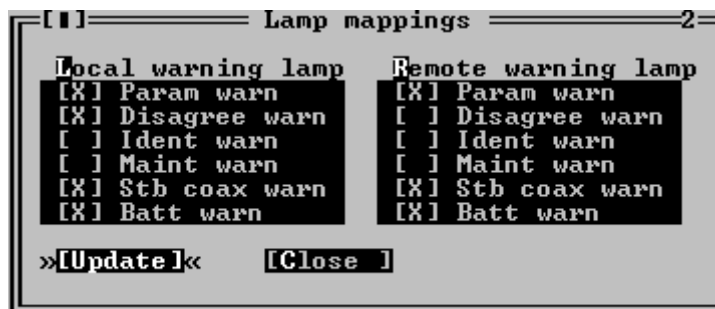 [▮] Lamp mappings 2
Local warning lamp Remote warning lamp
[X] Param warn [X] Param warn
[X] Disagree warn [ ] Disagree warn
[ ] Ident warn [ ] Ident warn
[ ] Maint warn [ ] Maint warn
[X] Stb coax warn [X] Stb coax warn
[X] Batt warn [X] Batt warn
»[Update]« [Close ]